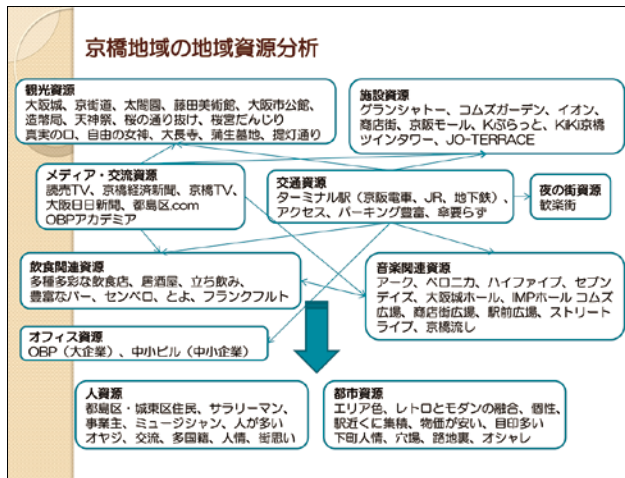 京橋地域の地域資源分析
観光資源
大阪城、京街道、太閤園、藤田美術館、大阪市公館、
造幣局、天神祭、桜の通り抜け、桜宮だんじり
真実の口、自由の女神、大長寺、蒲生墓地、提灯通り
施設資源
グランシャトー、コムズガーデン、イオン、
商店街、京阪モール、Kぷらっと、KiKi京橋
ツインタワー、JO-TERRACE
メディア・交流資源
読売TV、京橋経済新聞、京橋TV、
大阪日日新聞、都島区.com
OBPアカデミア
交通資源
ターミナル駅（京阪電車、JR、地下鉄）、
アクセス、パーキング豊富、傘要らず
夜の街資源
歓楽街
飲食関連資源
多種多彩な飲食店、居酒屋、立ち飲み、
豊富なバー、センベロ、とよ、フランクフルト
音楽関連資源
アーク、ベロニカ、ハイファイブ、セブン
デイズ、大阪城ホール、IMPホール コムズ
広場、商店街広場、駅前広場、ストリート
ライブ、京橋流し
オフィス資源
OBP（大企業）、中小ビル（中小企業）
人資源
都島区・城東区住民、サラリーマン、
事業主、ミュージシャン、人が多い
オヤジ、交流、多国籍、人情、街思い
都市資源
エリア色、レトロとモダンの融合、個性、
駅近くに集積、物価が安い、目印多い
下町人情、穴場、路地裏、オシャレ